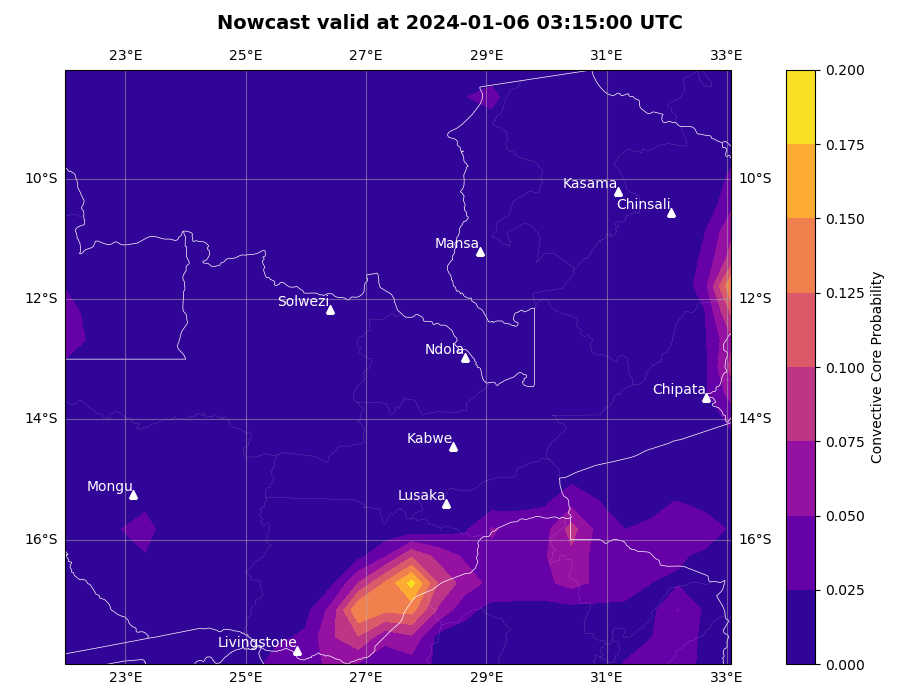 Nowcast valid at 2024-01-06 03:15:00 UTC
23°E 25°E 27°E 29°E 31°E 33°E
0.200
0.175
10°S 10°S
Kasama
Chinsali
0.150
Mansa
12°S 12°S
Solwezi
0.125
Ndola
0.100
Chipata
14°S 14°S
Kabwe
0.075
Mongu
Lusaka
0.050
16°S 16°S
0.025
Livingstone
0.000
23°E 25°E 27°E 29°E 31°E 33°E
Convective Core Probability